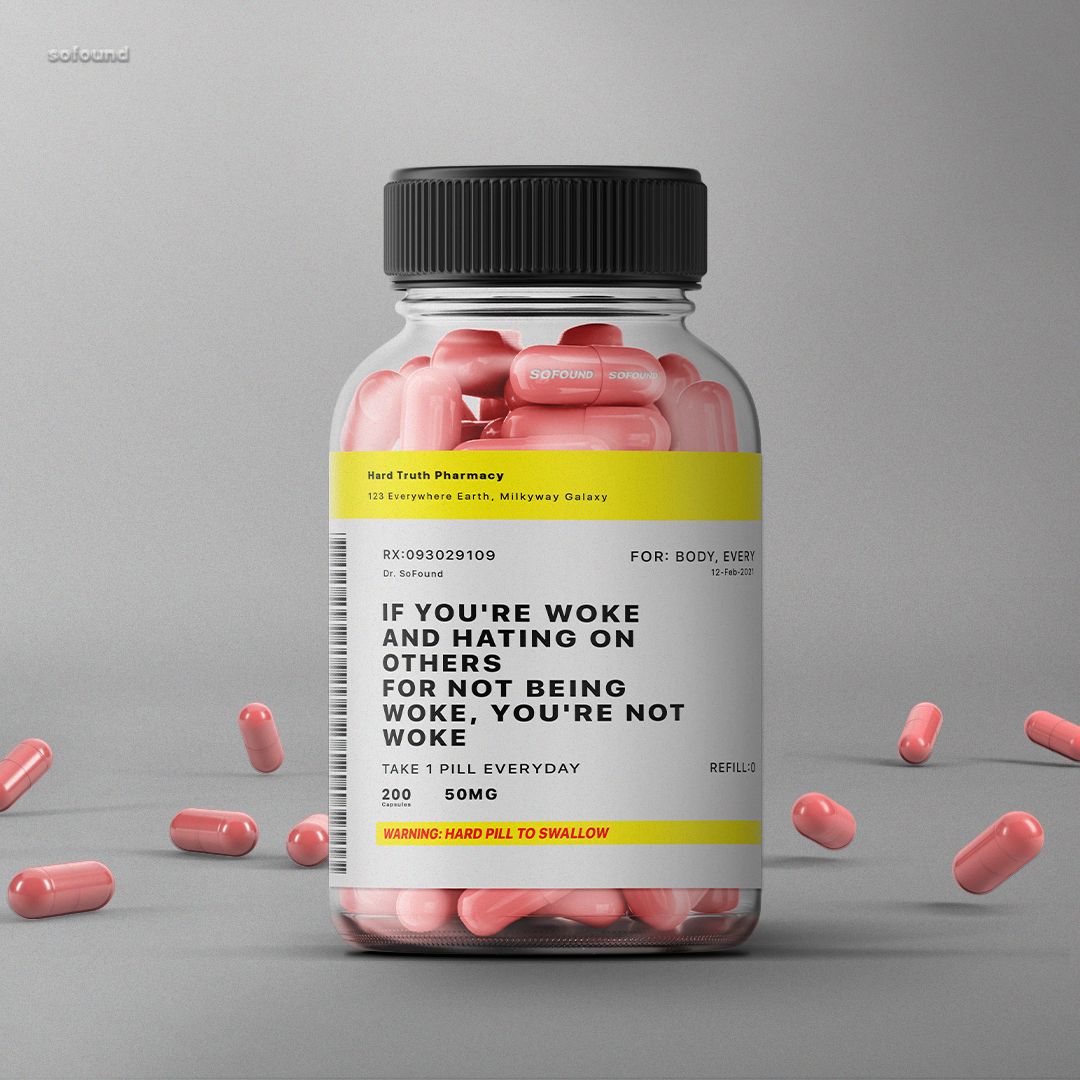 sofound
SOFOUND SOFOUND
Hard Truth Pharmacy
123 Everywhere Earth, Milkyway Galaxy
RX:093029109 FOR: BODY, EVERY
Dr. SoFound 12-Feb-2021
IF YOU'RE WOKE
AND HATING ON
OTHERS
FOR NOT BEING
WOKE, YOU'RE NOT
WOKE
TAKE 1 PILL EVERYDAY REFILL:0
200 50MG
Capsules
WARNING: HARD PILL TO SWALLOW